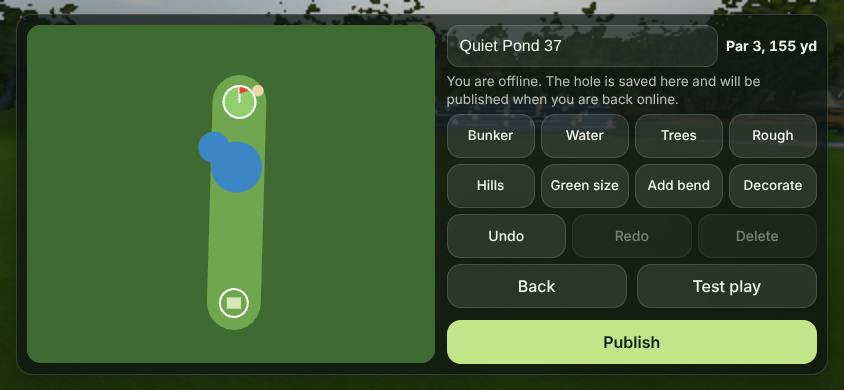 Quiet Pond 37
Par 3, 155 yd
You are offline. The hole is saved here and will be
published when you are back online.
Bunker
Water
Trees
Rough
Hills
Green size
Add bend
Decorate
Undo
Redo
Delete
Back
Test play
Publish